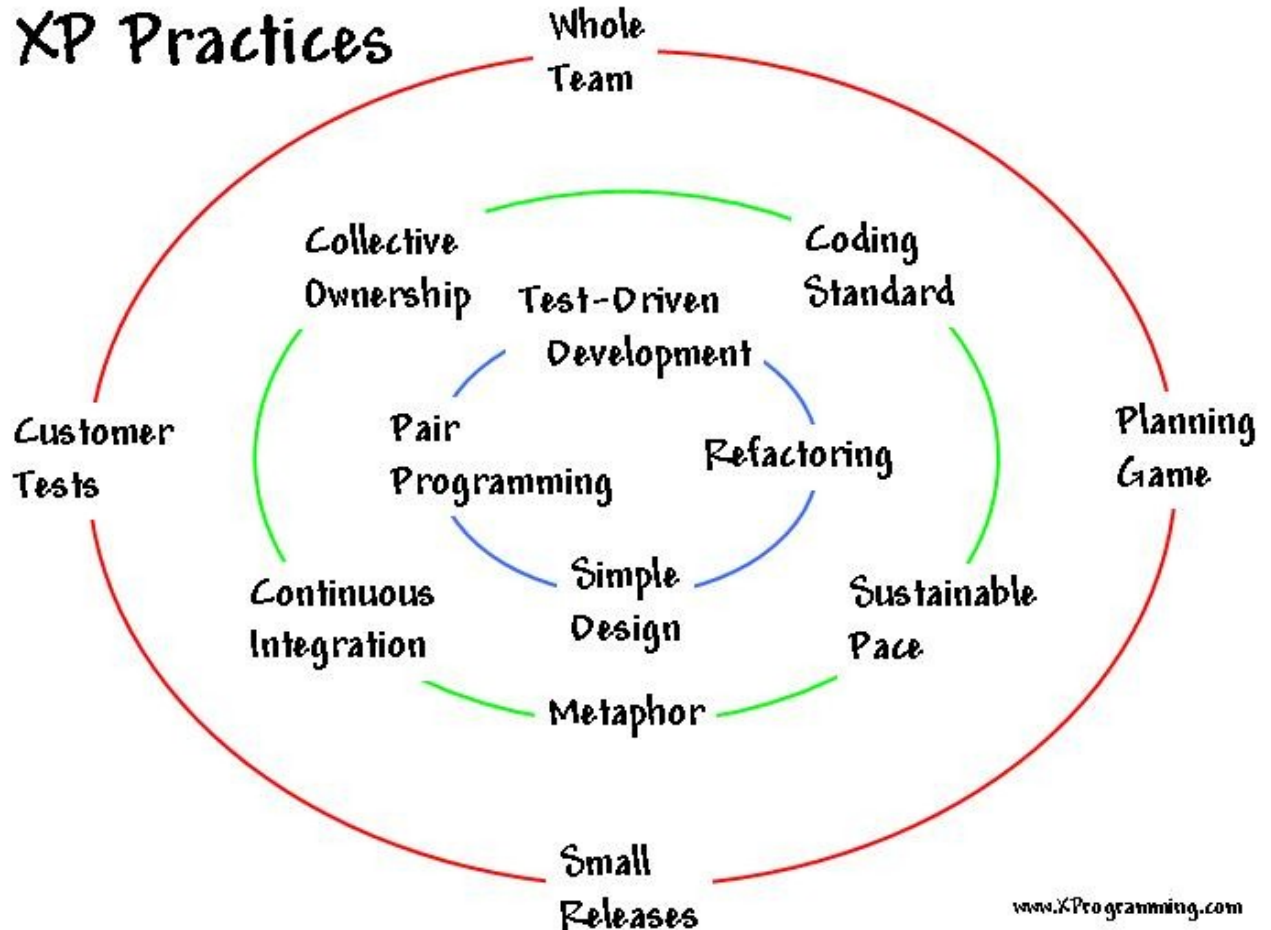 XP Practices
Whole
Team
Collective
Ownership
Coding
Standard
Test-Driven
Development
Customer
Tests
Pair
Programming
Refactoring
Planning
Game
Continuous
Integration
Simple
Design
Sustainable
Pace
Metaphor
Small
Releases
www.XProgramming.com